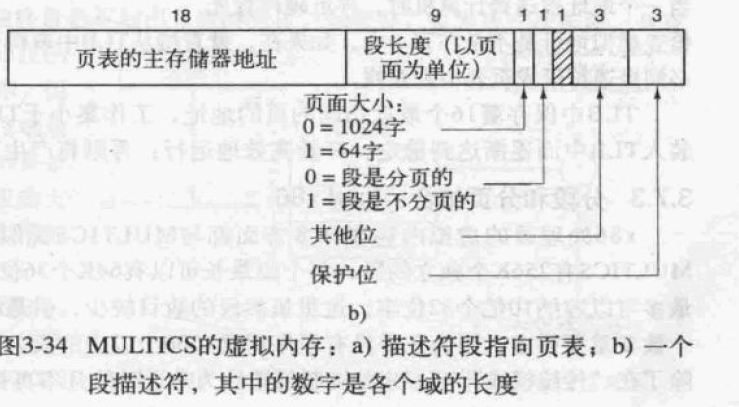 18 9 1 1 3 3
页表的主存储器地址 段长度（以页
面为单位）
页面大小：
0 = 1024字
1 = 64字
0 = 段是分页的
1 = 段是不分页的
其他位
保护位
b)
图3-34 MULTICS的虚拟内存：a) 描述符段指向页表，b) 一个
段描述符，其中的数字是各个域的长度